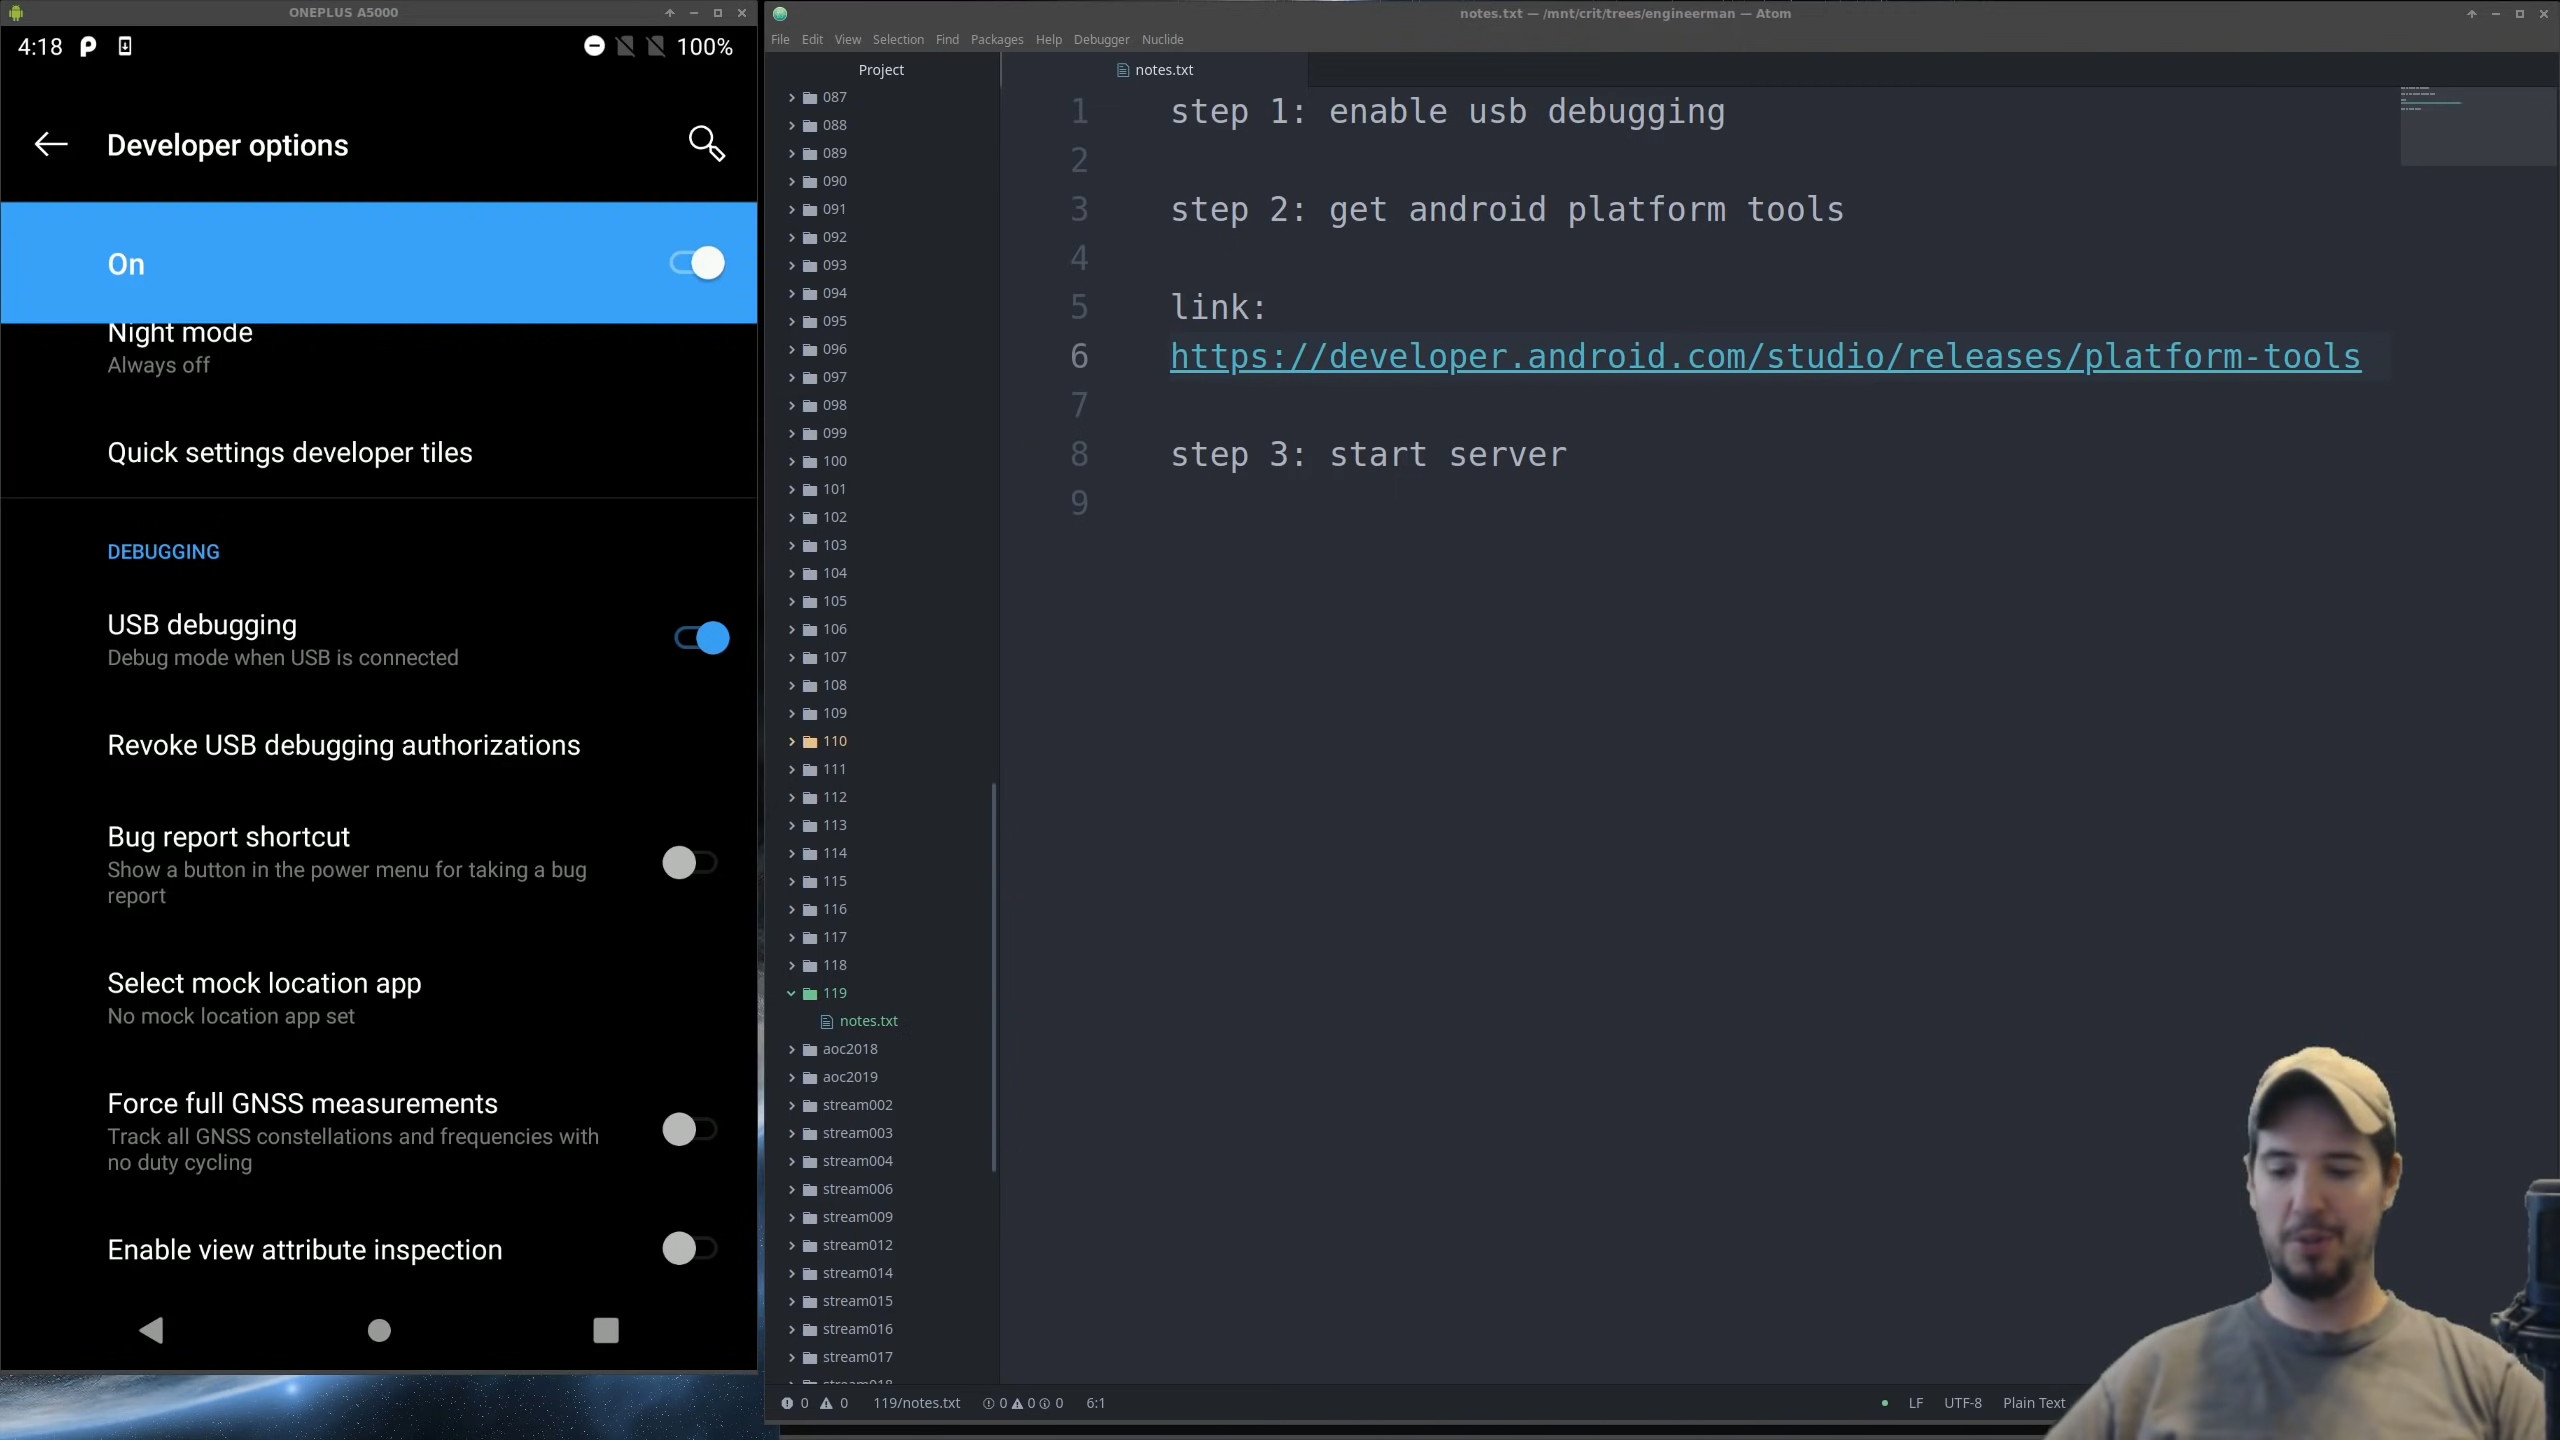 ONEPLUS A5000
4:18
100%
Developer options
On
Night mode
Always off
Quick settings developer tiles
DEBUGGING
USB debugging
Debug mode when USB is connected
Revoke USB debugging authorizations
Bug report shortcut
Show a button in the power menu for taking a bug
report
Select mock location app
No mock location app set
Force full GNSS measurements
Track all GNSS constellations and frequencies with
no duty cycling
Enable view attribute inspection
notes.txt — /mnt/crit/trees/engineerman — Atom
File Edit View Selection Find Packages Help Debugger Nuclide
Project
087
088
089
090
091
092
093
094
095
096
097
098
099
100
101
102
103
104
105
106
107
108
109
110
111
112
113
114
115
116
117
118
119
notes.txt
aoc2018
aoc2019
stream002
stream003
stream004
stream006
stream009
stream012
stream014
stream015
stream016
stream017
notes.txt
1 step 1: enable usb debugging
2
3 step 2: get android platform tools
4
5 link:
6 https://developer.android.com/studio/releases/platform-tools
7
8 step 3: start server
9
0 0 119/notes.txt 0 0 0 6:1
LF UTF-8 Plain Text